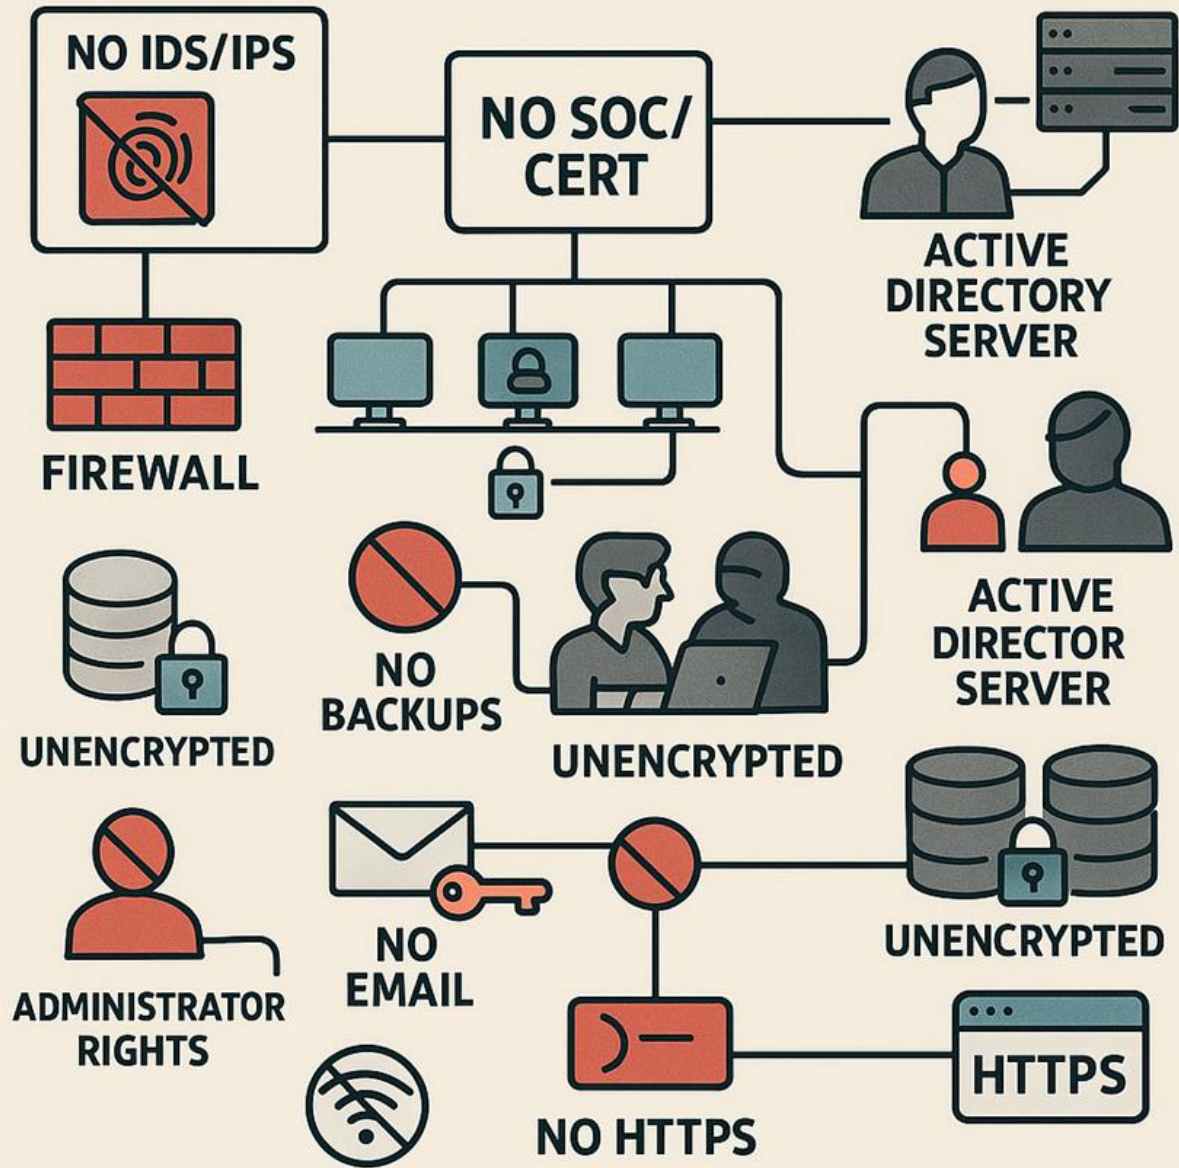 NO IDS/IPS
NO SOC/
CERT
ACTIVE
DIRECTORY
SERVER
FIREWALL
ACTIVE
DIRECTOR
SERVER
NO
BACKUPS
UNENCRYPTED
UNENCRYPTED
UNENCRYPTED
NO
EMAIL
ADMINISTRATOR
RIGHTS
HTTPS
NO HTTPS